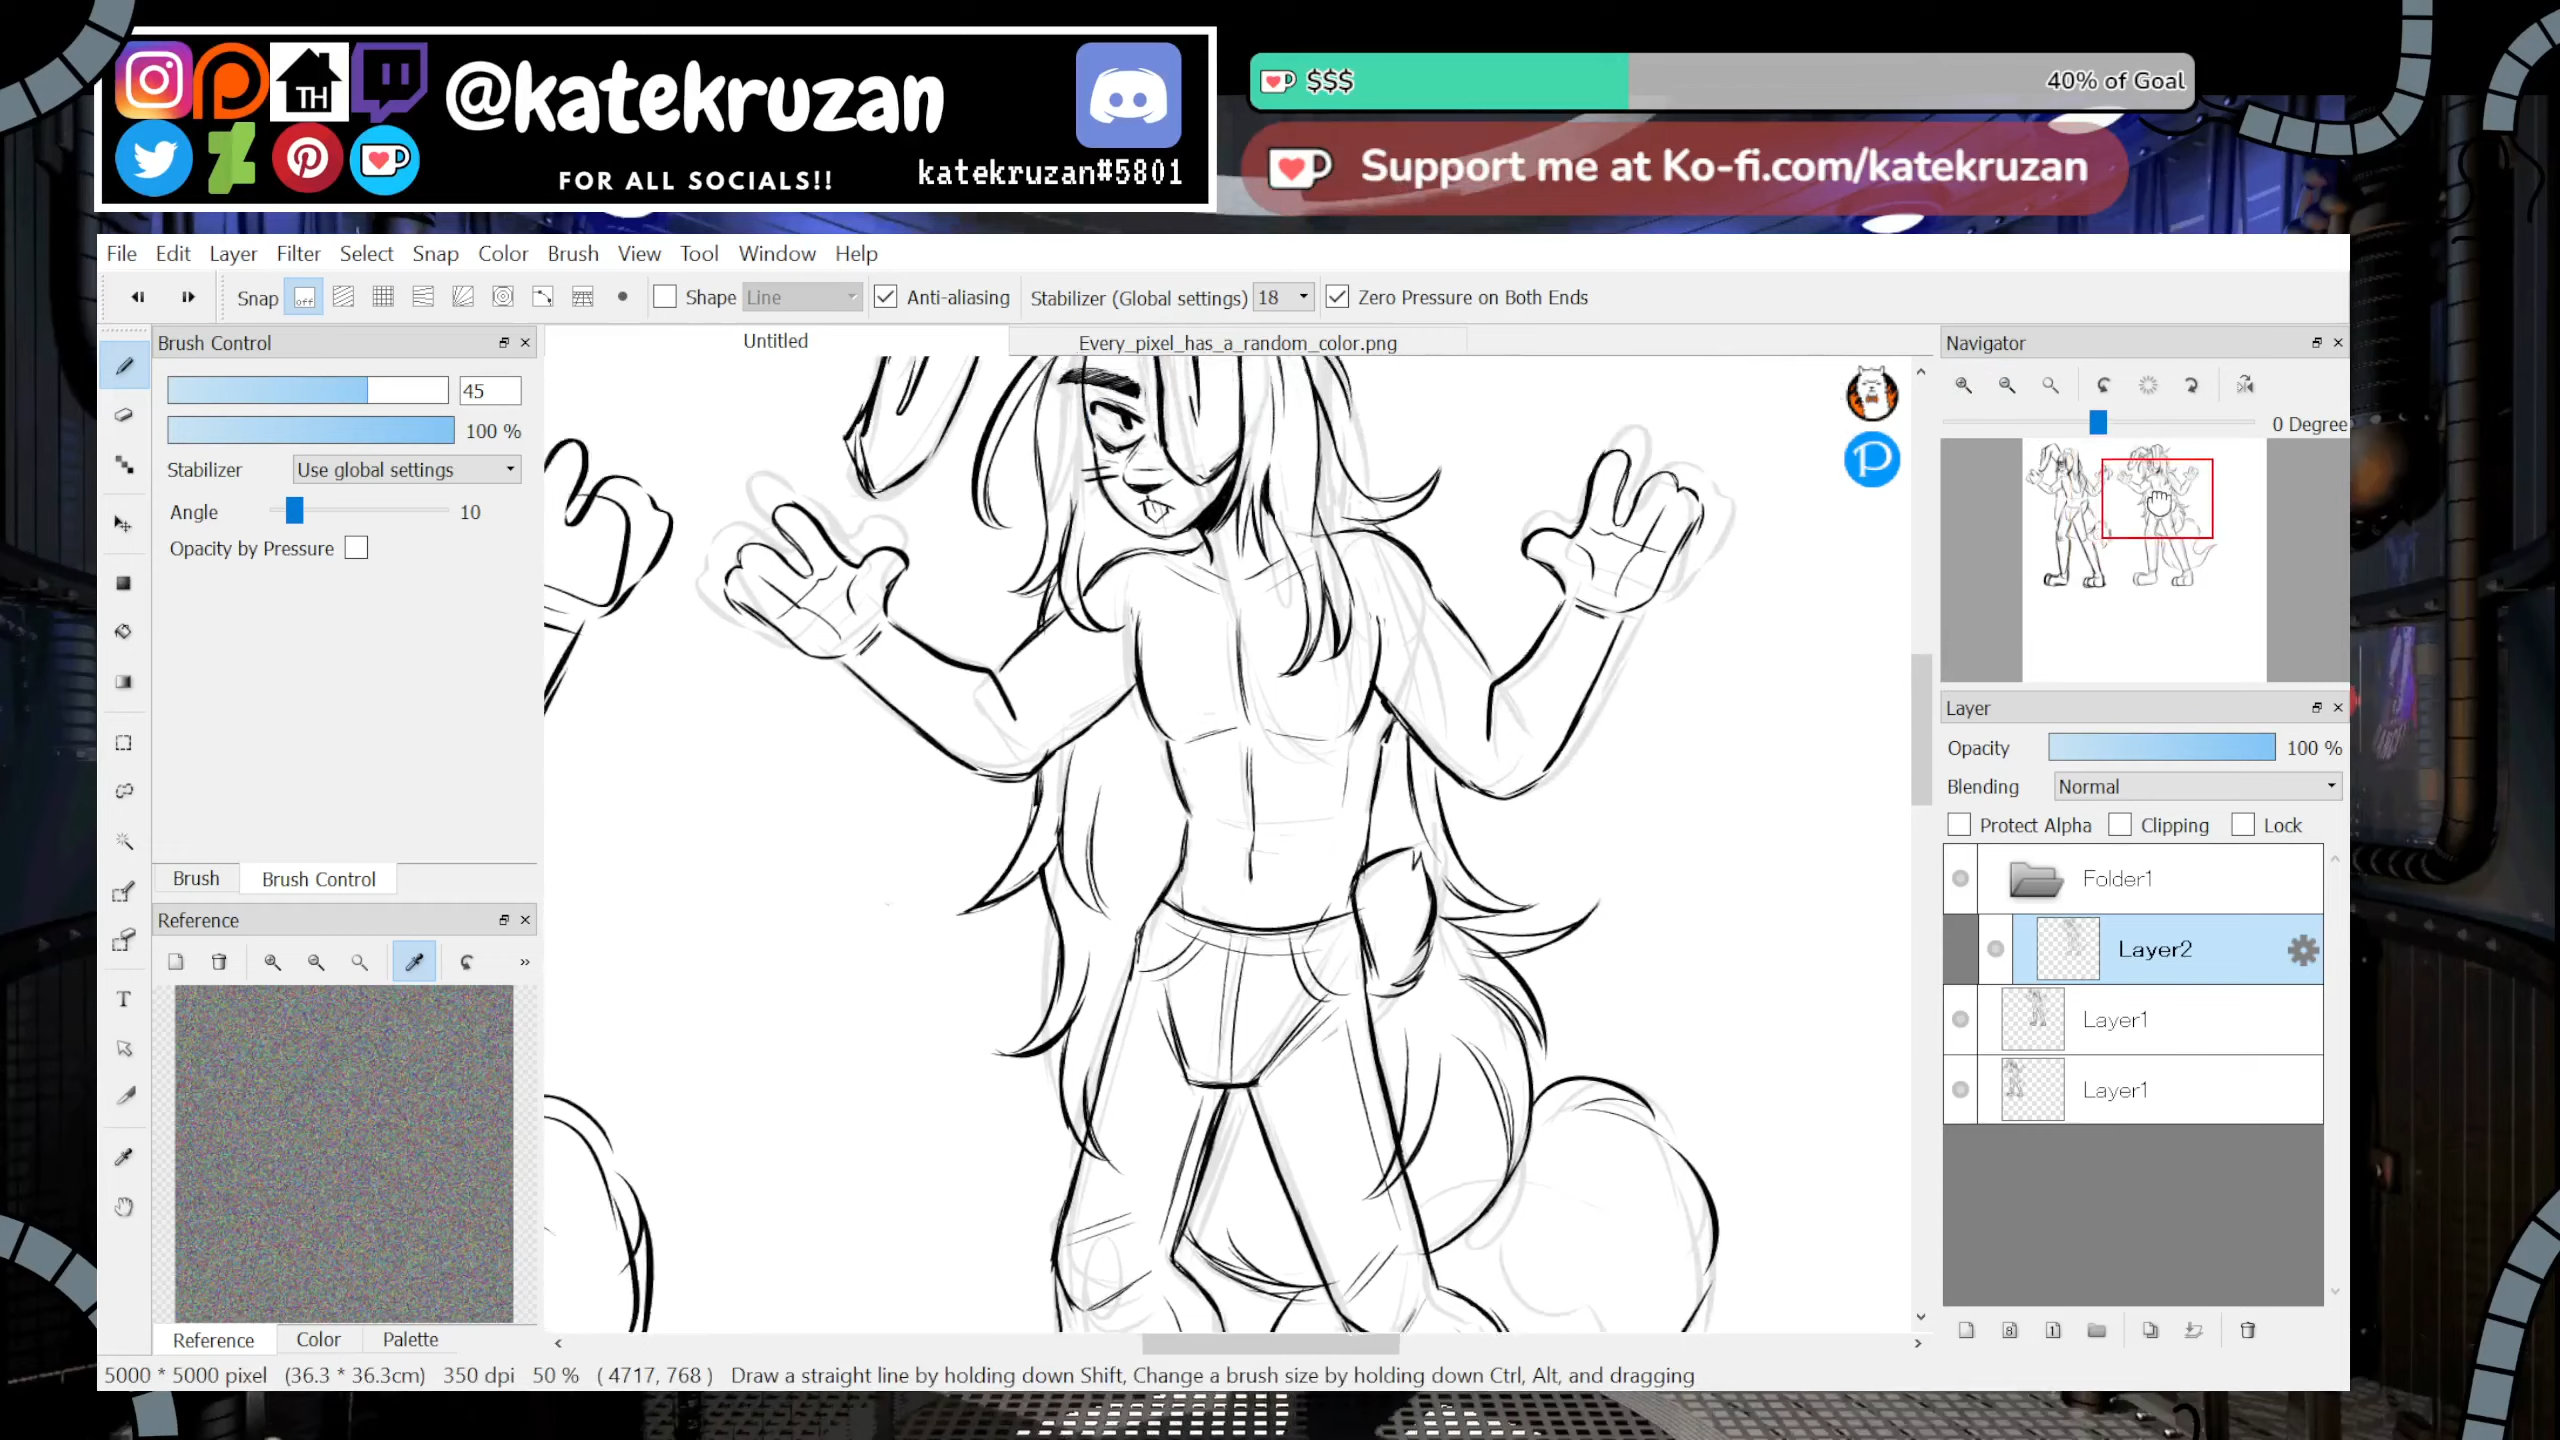 TH
@katekruzan
FOR ALL SOCIALS!!
katekruzan#5801
$$$
40% of Goal
Support me at Ko-fi.com/katekruzan
File Edit Layer Filter Select Snap Color Brush View Tool Window Help
Snap off Shape Line Anti-aliasing Stabilizer (Global settings) 18 Zero Pressure on Both Ends
Brush Control
45
100 %
Stabilizer Use global settings
Angle 10
Opacity by Pressure
Brush Brush Control
Reference
Reference Color Palette
Untitled Every_pixel_has_a_random_color.png
Navigator
0 Degree
Layer
Opacity 100 %
Blending Normal
Protect Alpha Clipping Lock
Folder1
Layer2
Layer1
Layer1
5000 * 5000 pixel (36.3 * 36.3cm) 350 dpi 50 % ( 4717, 768 ) Draw a straight line by holding down Shift, Change a brush size by holding down Ctrl, Alt, and dragging